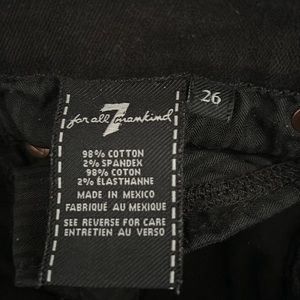 for all 7 mankind
26
98% COTTON
2% SPANDEX
98% COTON
2% ÉLASTHANNE
MADE IN MEXICO
FABRIQUÉ AU MEXIQUE
SEE REVERSE FOR CARE
ENTRETIEN AU VERSO